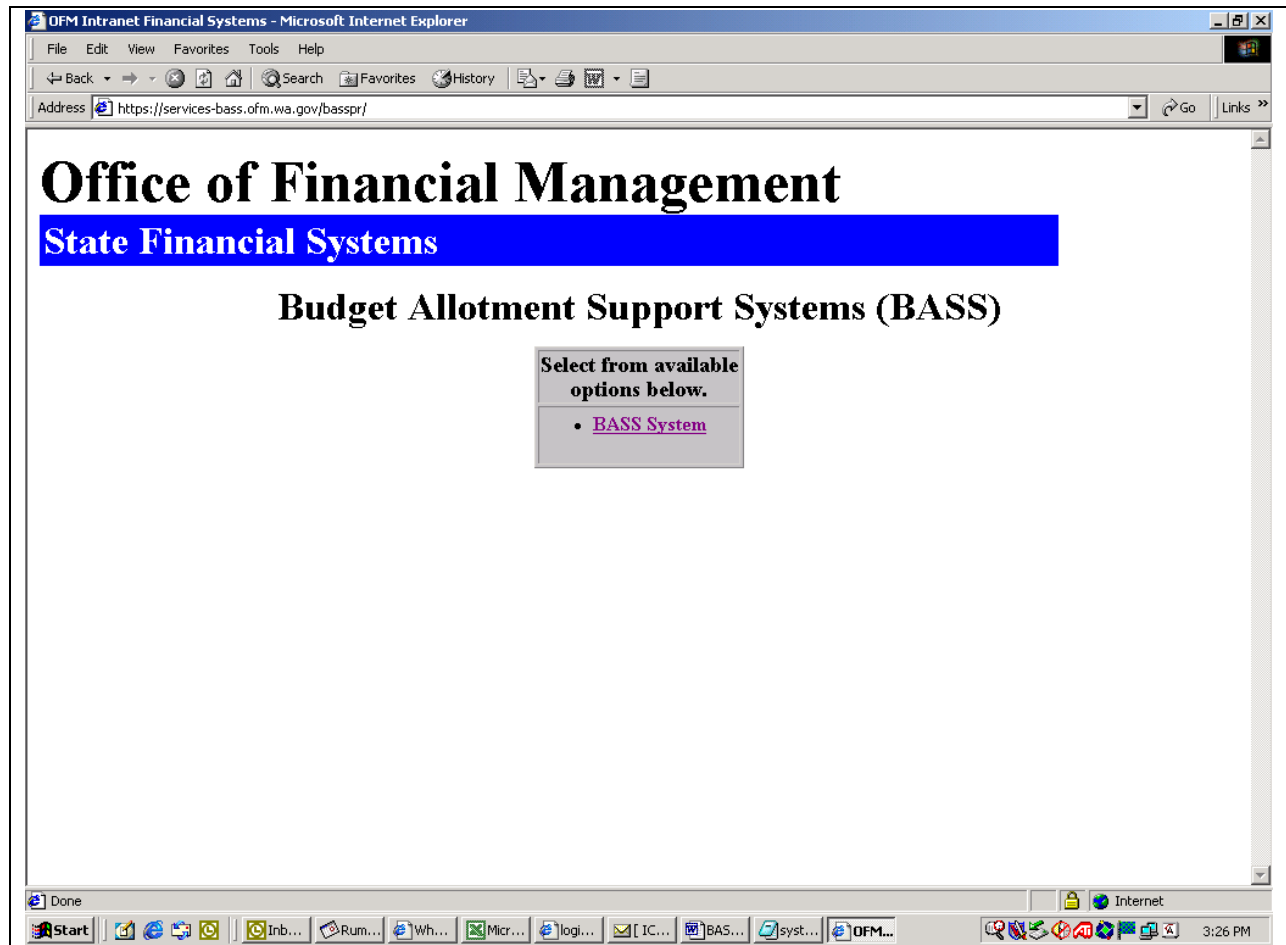 OFM Intranet Financial Systems - Microsoft Internet Explorer
File Edit View Favorites Tools Help
Back Search Favorites History
Address https://services-bass.ofm.wa.gov/basspr/ Go Links »
Office of Financial Management
State Financial Systems
Budget Allotment Support Systems (BASS)
Select from available
options below.
• BASS System
Done Internet
Start Inb... Rum... Wh... Micr... logi... [ IC... BAS... syst... OFM... 3:26 PM